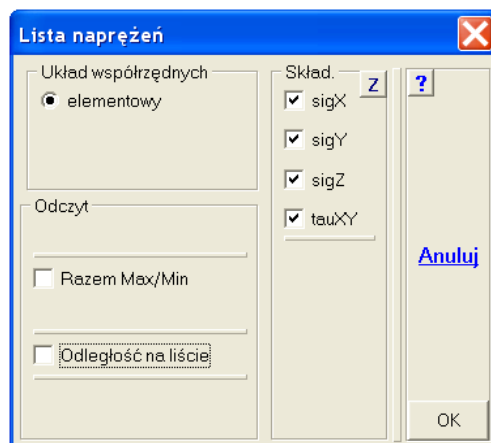 Lista naprężeń
Układ współrzędnych
elementowy
Odczyt
Razem Max/Min
Odległość na liście
Skład.
Z
sigX
sigY
sigZ
tauXY
?
Anuluj
OK